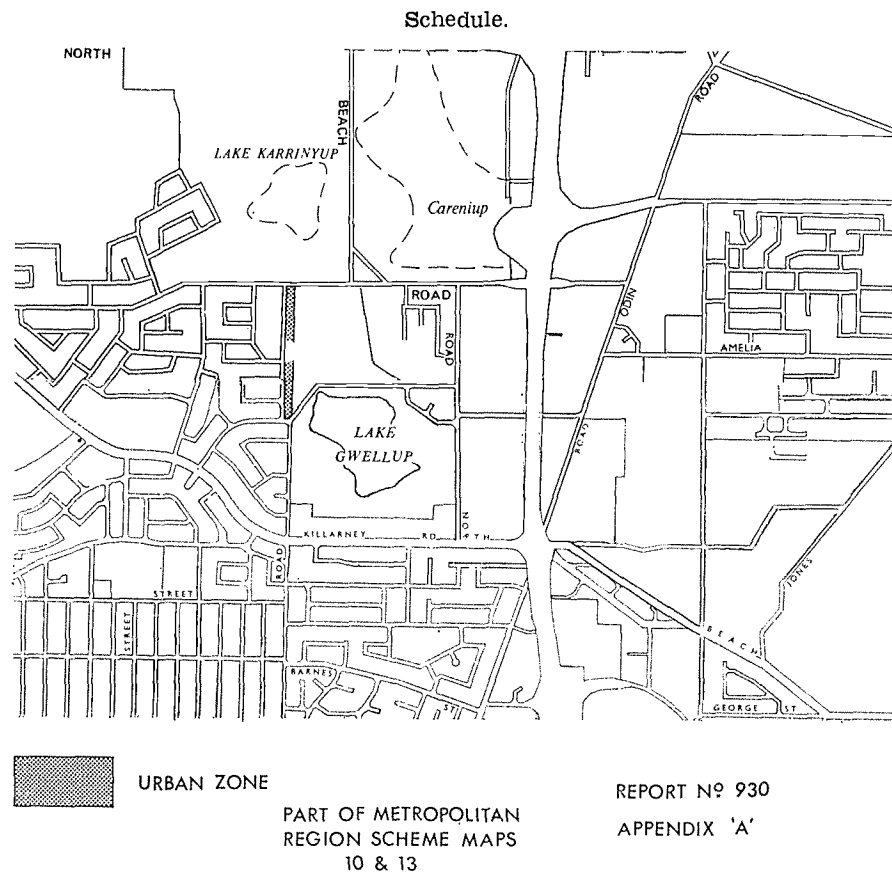 Schedule.
NORTH
BEACH
ROAD
LAKE KARRINYUP
Careniup
ROAD
ROAD
ODIN
AMELIA
LAKE
GWELLUP
ROAD
NORTH
KILLARNEY RD
ROAD
STREET
STREET
JONES
BEACH
BARNES
ST
GEORGE ST
URBAN ZONE
PART OF METROPOLITAN
REGION SCHEME MAPS
10 & 13
REPORT Nº 930
APPENDIX 'A'